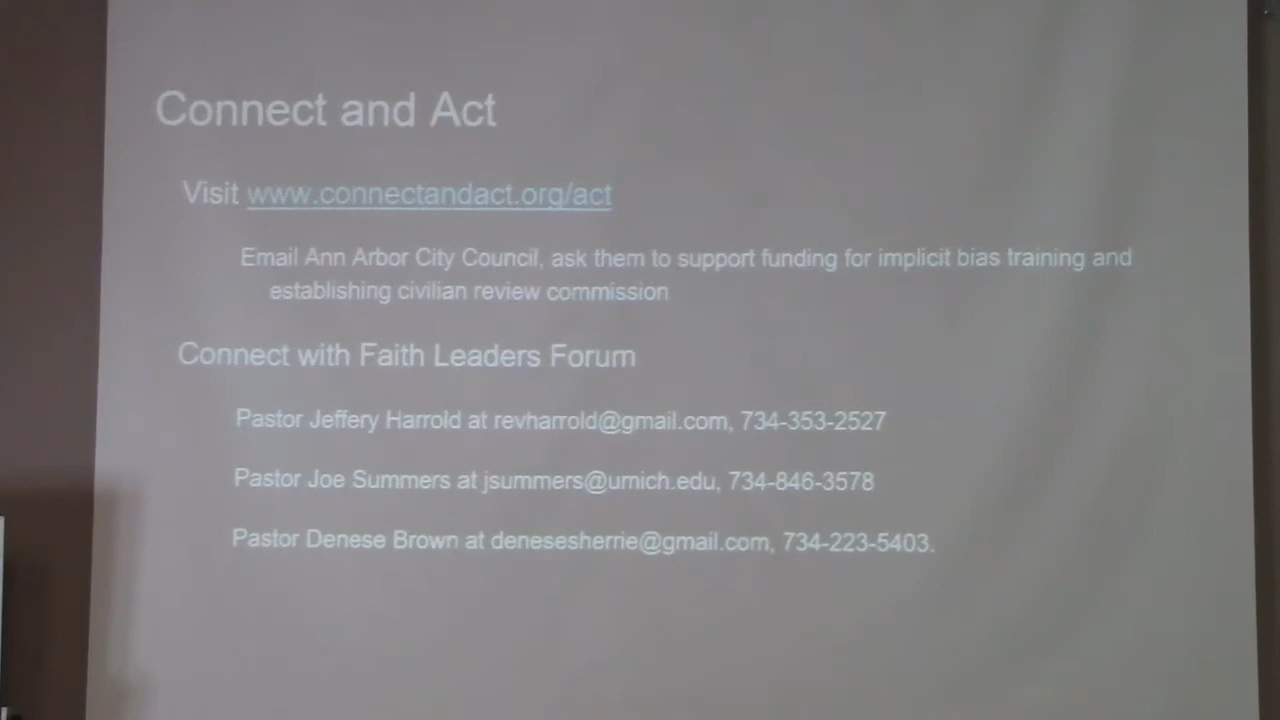 Connect and Act
Visit www.connectandact.org/act
Email Ann Arbor City Council, ask them to support funding for implicit bias training and
establishing civilian review commission
Connect with Faith Leaders Forum
Pastor Jeffery Harrold at revharrold@gmail.com, 734-353-2527
Pastor Joe Summers at jsummers@umich.edu, 734-846-3578
Pastor Denese Brown at denesesherrie@gmail.com, 734-223-5403.